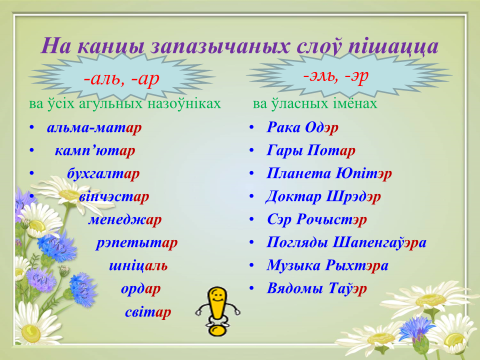 На канцы запазычаных слоў пішацца
-аль, -ар
ва ўсіх агульных назоўніках
• альма-матар
• камп’ютар
• бухгалтар
• вінчэстар
менеджар
рэпетытар
шніцаль
ордар
світар
-эль, -эр
ва ўласных імёнах
• Рака Одэр
• Гары Потар
• Планета Юпітэр
• Доктар Шрэдэр
• Сэр Рочыстэр
• Погляды Шапенгаўэра
• Музыка Рыхтэра
• Вядомы Таўэр